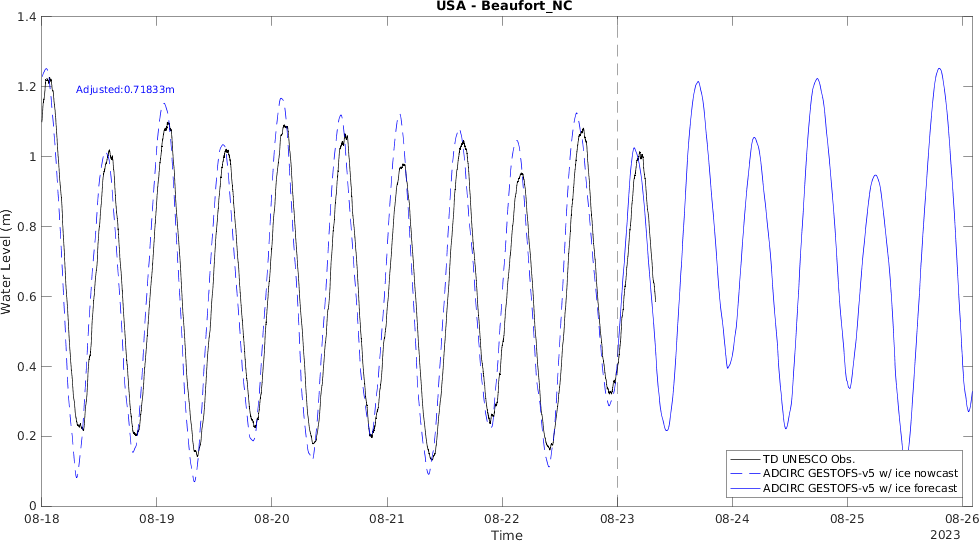 USA - Beaufort_NC
1.4
1.2
1
0.8
0.6
0.4
0.2
0
Water Level (m)
Adjusted:0.71833m
TD UNESCO Obs.
ADCIRC GESTOFS-v5 w/ ice nowcast
ADCIRC GESTOFS-v5 w/ ice forecast
08-18 08-19 08-20 08-21 08-22 08-23 08-24 08-25 08-26
Time
2023